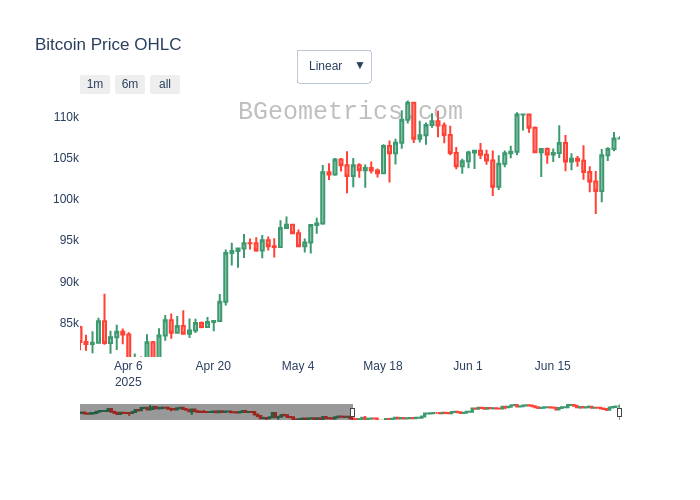 Bitcoin Price OHLC
Linear ▼
1m 6m all
BGeometrics.com
110k
105k
100k
95k
90k
85k
Apr 6 Apr 20 May 4 May 18 Jun 1 Jun 15
2025